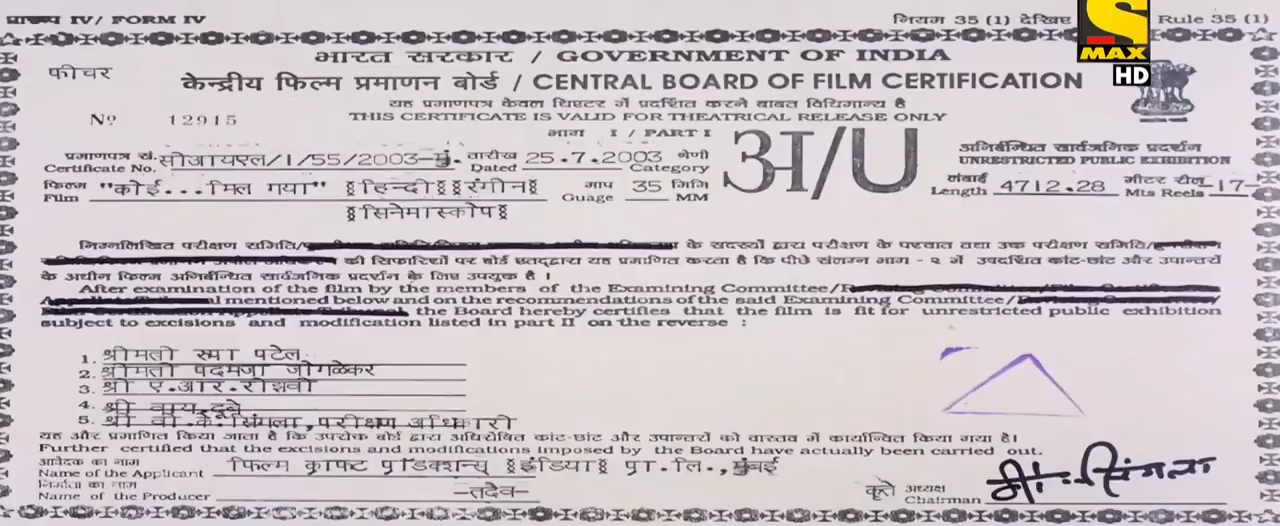 प्रारूप IV/ FORM IV
नियम 35 (1) देखिए Rule 35 (1)
S
MAX
HD
भारत सरकार / GOVERNMENT OF INDIA
फीचर
केन्द्रीय फिल्म प्रमाणन बोर्ड / CENTRAL BOARD OF FILM CERTIFICATION
यह प्रमाणपत्र केवल थिएटर में प्रदर्शित करने बाबत विधिमान्य है
Nº 12915
THIS CERTIFICATE IS VALID FOR THEATRICAL RELEASE ONLY
भाग I / PART I
अ/U
प्रमाणपत्र सं. सीआयएल/1/55/2003-मुं. तारीख 25.7.2003 श्रेणी
Certificate No. Dated Category
अनिर्बन्धित सार्वजनिक प्रदर्शन
UNRESTRICTED PUBLIC EXHIBITION
फिल्म "कोई...मिल गया" §हिन्दी§§रंगीन§ माप 35 मिमि
Film Guage MM
लंबाई 4712.28 मीटर रील -17-
Length Mts Reels
§सिनेमास्कोप§
निम्नलिखित परीक्षण समिति/ के सदस्यों द्वारा परीक्षण के पश्चात तथा उक्त परीक्षण समिति/
की सिफारिशों पर बोर्ड एतद्द्वारा यह प्रमाणित करता है कि पीछे संलग्न भाग - २ में उपदर्शित कांट-छांट और उपान्तरों
के अधीन फिल्म अनिर्बन्धित सार्वजनिक प्रदर्शन के लिए उपयुक्त है।
After examination of the film by the members of the Examining Committee/
mentioned below and on the recommendations of the said Examining Committee/
the Board hereby certifies that the film is fit for unrestricted public exhibition
subject to excisions and modification listed in part II on the reverse :
1. श्रीमती रूपा पटेल
2. श्रीमती पदमजा जोगळेकर
3. श्री ए.आर.रोझवी
4. श्री वाय.दूबे
5. श्री वी.के.सिंगला,परीक्षण अधिकारी
यह और प्रमाणित किया जाता है कि उपरोक्त बोर्ड द्वारा अधिरोपित कांट-छांट और उपान्तरों को वास्तव में कार्यान्वित किया गया है।
Further certified that the excisions and modifications imposed by the Board have actually been carried out.
आवेदक का नाम फिल्म क्राफ्ट प्रडिक्शन्स् §इंडिया§ प्रा.लि.,मुंबई
Name of the Applicant
निर्माता का नाम -तदैव-
Name of the Producer
कृते अध्यक्ष
Chairman